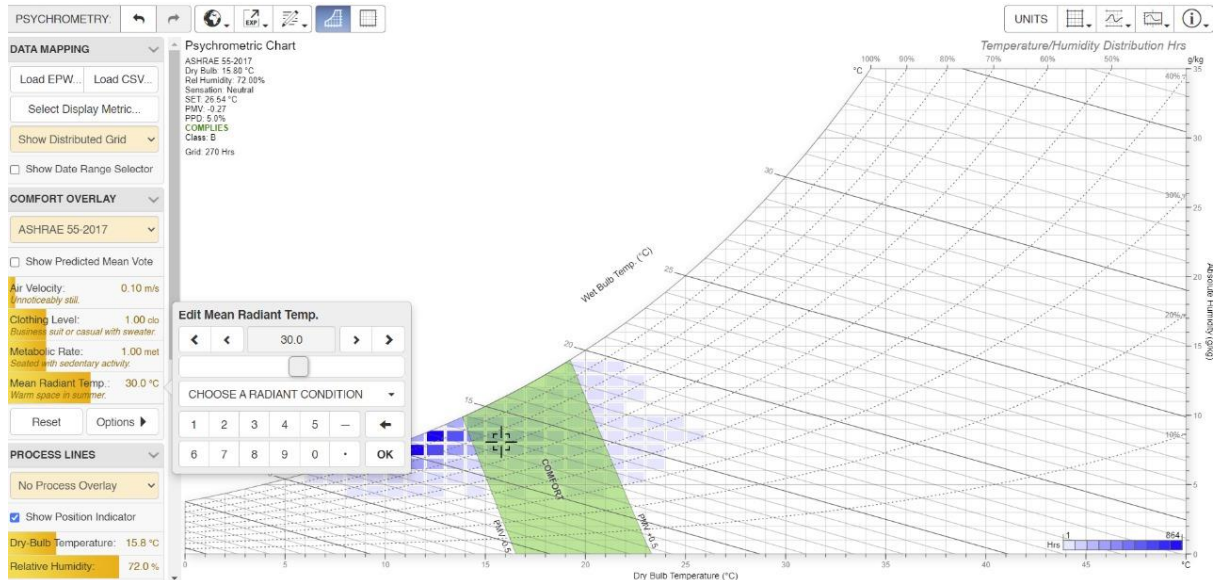 PSYCHROMETRY:
EXP
UNITS
DATA MAPPING
Load EPW...
Load CSV...
Select Display Metric...
Show Distributed Grid
Show Date Range Selector
COMFORT OVERLAY
ASHRAE 55-2017
Show Predicted Mean Vote
Air Velocity: 0.10 m/s
Unnoticeably still.
Clothing Level: 1.00 clo
Business suit or casual with sweater.
Metabolic Rate: 1.00 met
Seated with sedentary activity.
Mean Radiant Temp.: 30.0 °C
Warm space in summer.
Reset
Options
PROCESS LINES
No Process Overlay
Show Position Indicator
Dry-Bulb Temperature: 15.8 °C
Relative Humidity: 72.0 %
Edit Mean Radiant Temp.
30.0
CHOOSE A RADIANT CONDITION
1 2 3 4 5 —
6 7 8 9 0 . OK
Psychrometric Chart
ASHRAE 55-2017
Dry Bulb: 15.80 °C
Rel Humidity: 72.00%
Sensation: Neutral
SET: 26.54 °C
PMV: -0.27
PPD: 5.0%
COMPLIES
Class: B
Grid: 270 Hrs
Temperature/Humidity Distribution Hrs
°C 100% 90% 80% 70% 60% 50% g/kg
40%
30%
20%
10%
35
30
25
20
15
10
5
0
Absolute Humidity (g/kg)
Wet Bulb Temp. (°C)
30
25
20
15
COMFORT
PMV-0.5
PMV+0.5
Hrs 1 864
0 5 10 15 20 25 30 35 40 45 °C
Dry Bulb Temperature (°C)